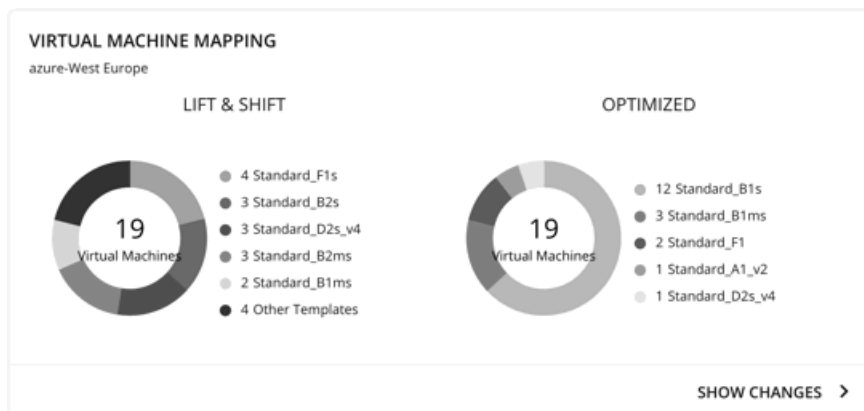 VIRTUAL MACHINE MAPPING
azure-West Europe
LIFT & SHIFT
19
Virtual Machines
4 Standard_F1s
3 Standard_B2s
3 Standard_D2s_v4
3 Standard_B2ms
2 Standard_B1ms
4 Other Templates
OPTIMIZED
19
Virtual Machines
12 Standard_B1s
3 Standard_B1ms
2 Standard_F1
1 Standard_A1_v2
1 Standard_D2s_v4
SHOW CHANGES